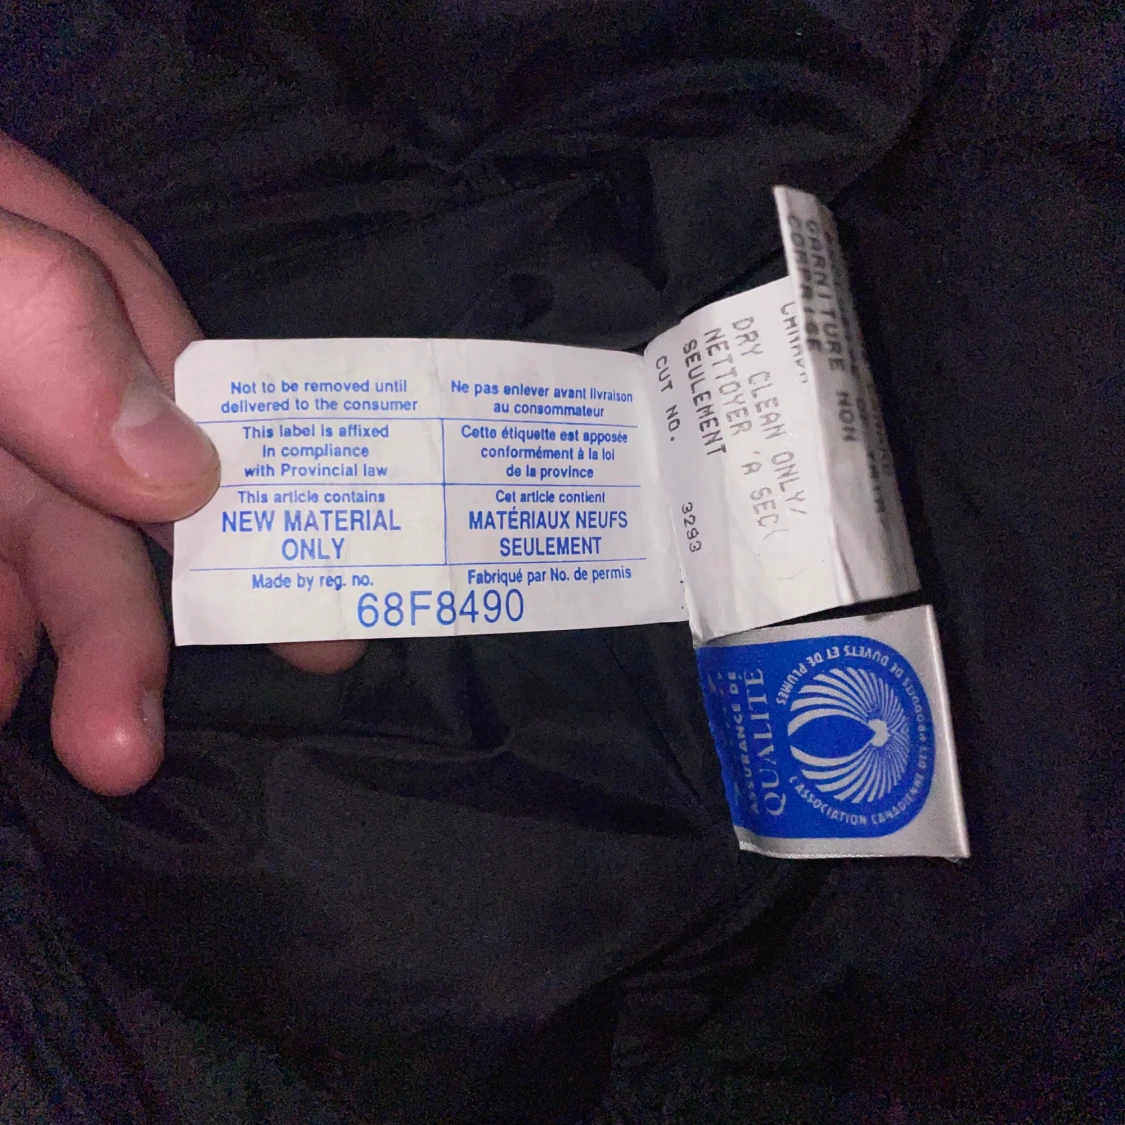 Not to be removed until
delivered to the consumer
Ne pas enlever avant livraison
au consommateur
This label is affixed
in compliance
with Provincial law
Cette étiquette est apposée
conformément à la loi
de la province
This article contains
NEW MATERIAL
ONLY
Cet article contient
MATÉRIAUX NEUFS
SEULEMENT
Made by reg. no.
Fabriqué par No. de permis
68F8490
GARNITURE NON
COMPRISE
CANADA
DRY CLEAN ONLY/
NETTOYER 'A SEC
SEULEMENT
CUT NO. 3293
L'ASSOCIATION CANADIENNE DES PRODUITS DE DUVETS ET DE PLUMES
ASSURANCE DE
QUALITÉ